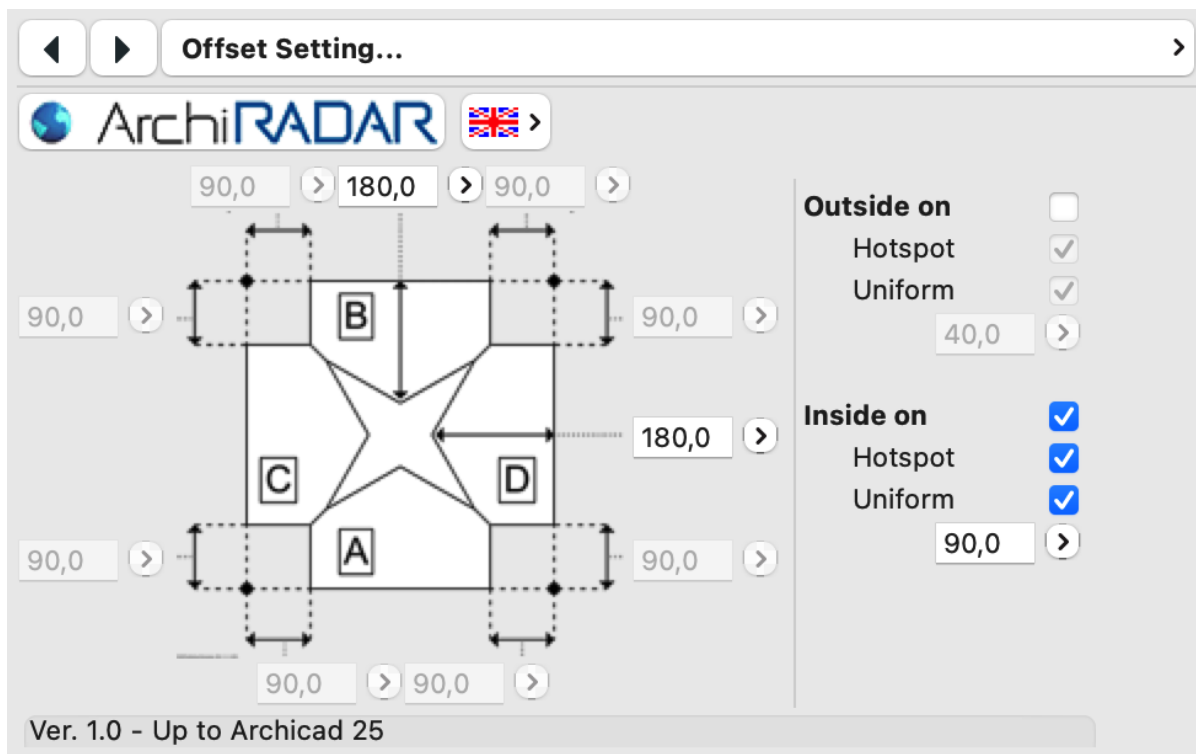 Offset Setting...
ArchiRADAR
90,0 180,0 90,0
Outside on
Hotspot
Uniform
B
90,0 90,0
40,0
Inside on
180,0
Hotspot
C D
Uniform
A
90,0
90,0 90,0
90,0 90,0
Ver. 1.0 - Up to Archicad 25